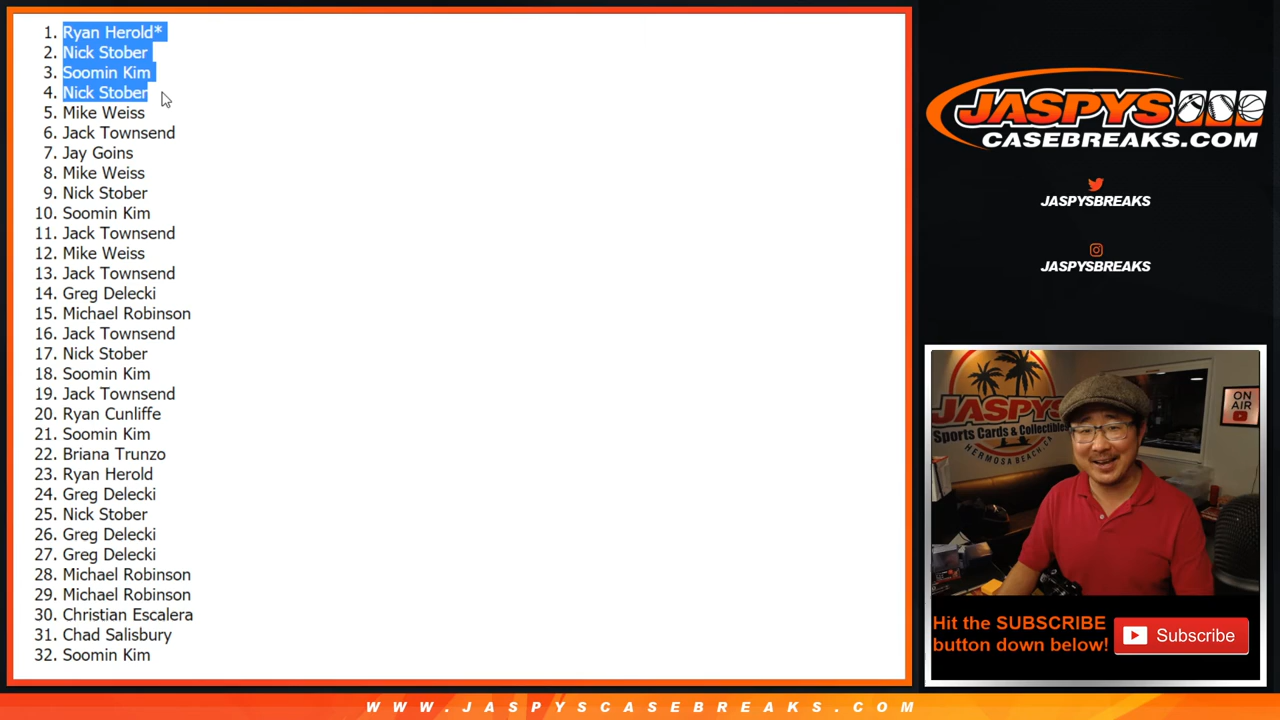 1. Ryan Herold*
2. Nick Stober
3. Soomin Kim
4. Nick Stober
5. Mike Weiss
6. Jack Townsend
7. Jay Goins
8. Mike Weiss
9. Nick Stober
10. Soomin Kim
11. Jack Townsend
12. Mike Weiss
13. Jack Townsend
14. Greg Delecki
15. Michael Robinson
16. Jack Townsend
17. Nick Stober
18. Soomin Kim
19. Jack Townsend
20. Ryan Cunliffe
21. Soomin Kim
22. Briana Trunzo
23. Ryan Herold
24. Greg Delecki
25. Nick Stober
26. Greg Delecki
27. Greg Delecki
28. Michael Robinson
29. Michael Robinson
30. Christian Escalera
31. Chad Salisbury
32. Soomin Kim
JASPYS
CASEBREAKS.COM
JASPYSBREAKS
JASPYSBREAKS
JASPYS
Sports Cards & Collectibles
HERMOSA BEACH, CA
ON
AIR
Hit the SUBSCRIBE
button down below!
Subscribe
WWW.JASPYSCASEBREAKS.COM